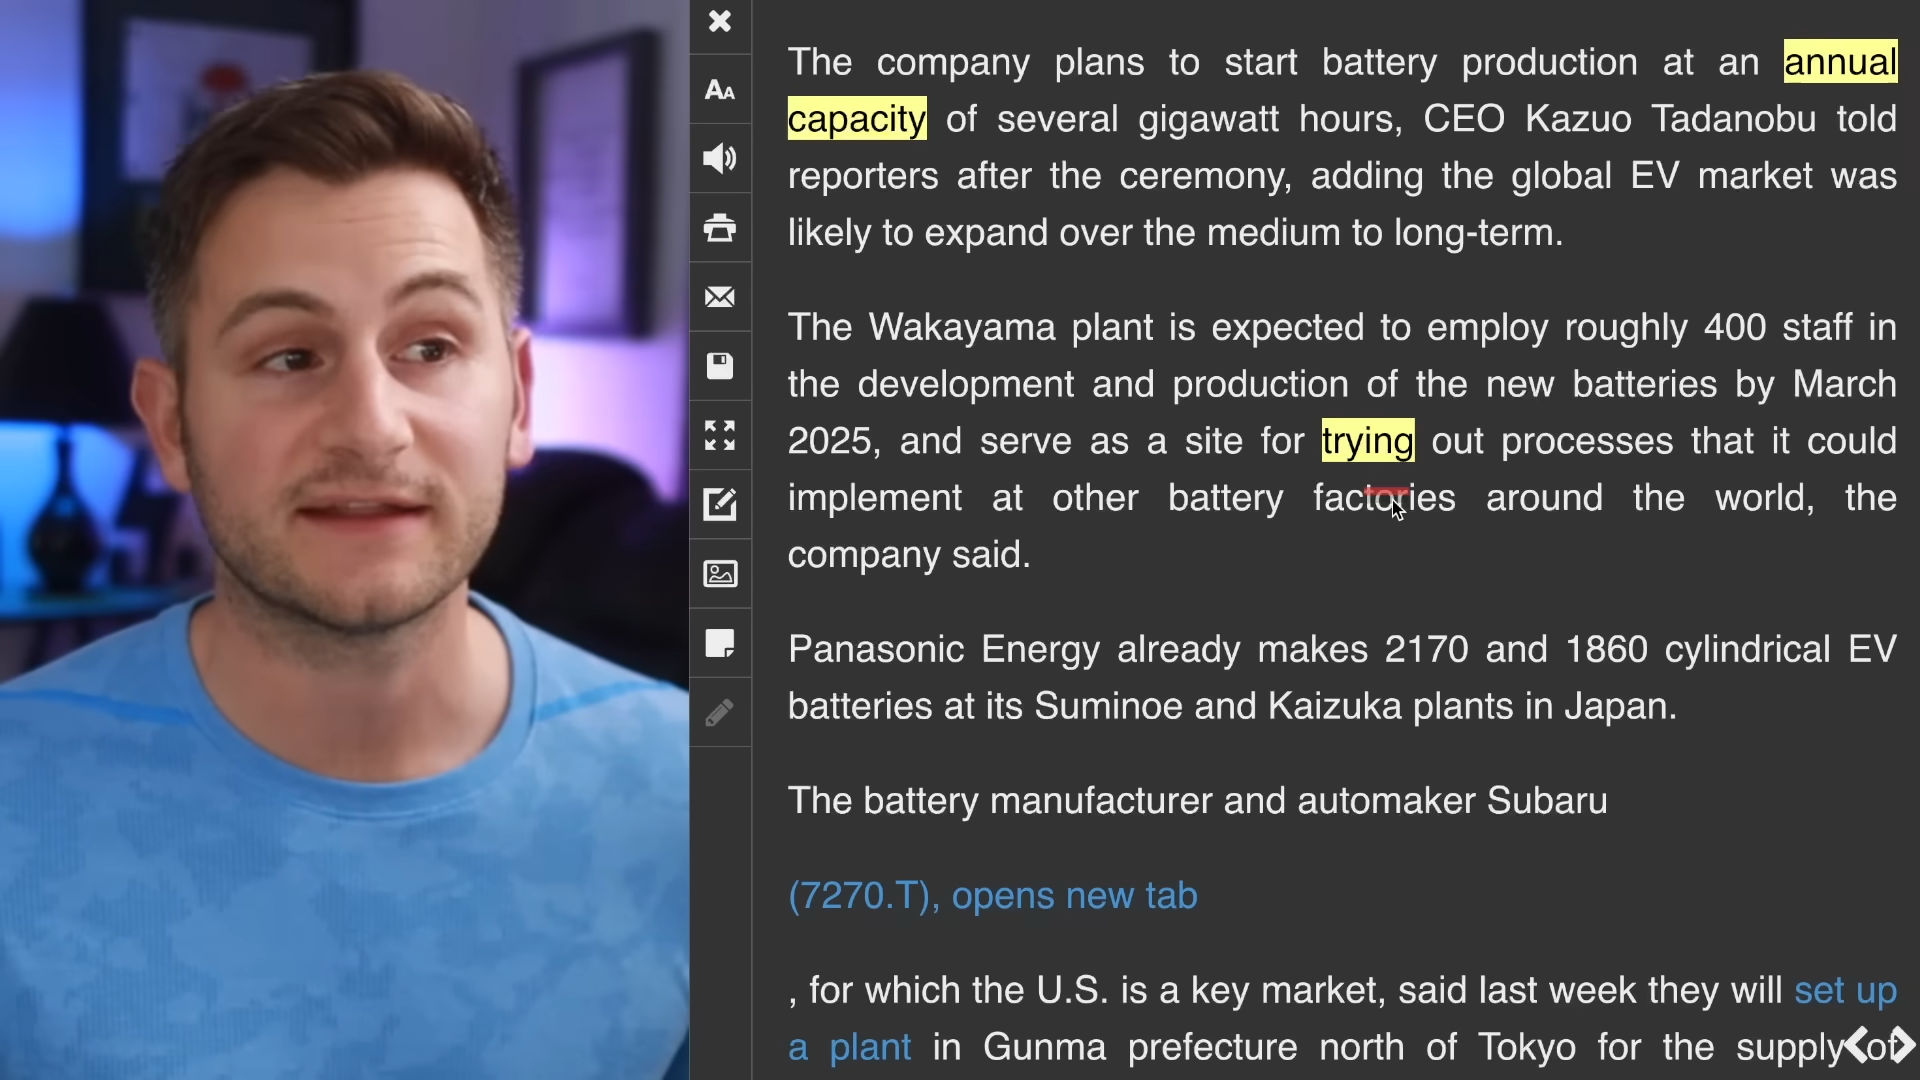 The company plans to start battery production at an annual
capacity of several gigawatt hours, CEO Kazuo Tadanobu told
reporters after the ceremony, adding the global EV market was
likely to expand over the medium to long-term.
The Wakayama plant is expected to employ roughly 400 staff in
the development and production of the new batteries by March
2025, and serve as a site for trying out processes that it could
implement at other battery factories around the world, the
company said.
Panasonic Energy already makes 2170 and 1860 cylindrical EV
batteries at its Suminoe and Kaizuka plants in Japan.
The battery manufacturer and automaker Subaru
(7270.T), opens new tab
, for which the U.S. is a key market, said last week they will set up
a plant in Gunma prefecture north of Tokyo for the supply of